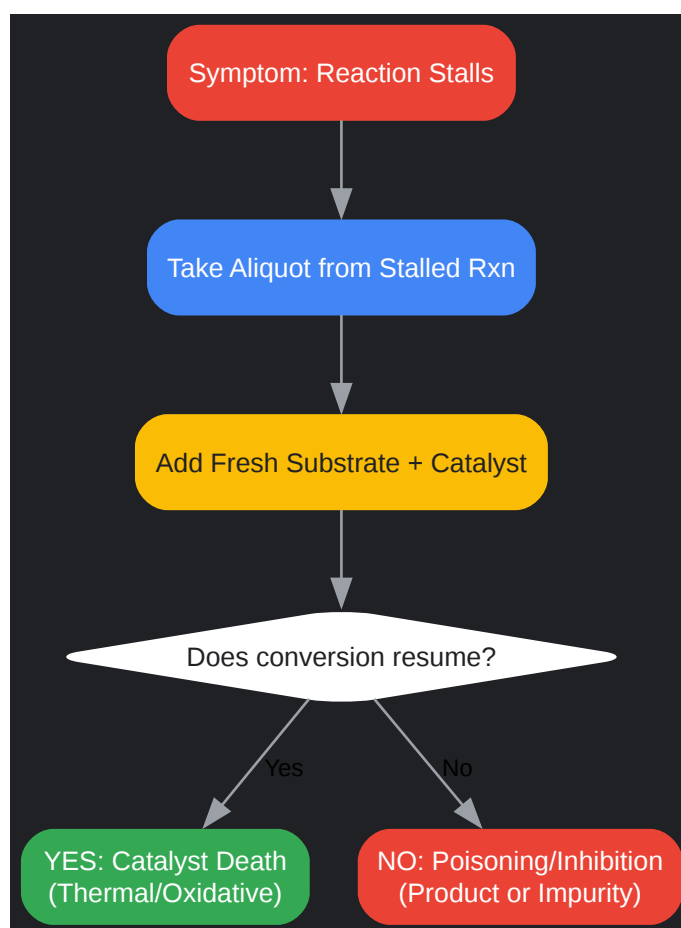 Symptom: Reaction Stalls
Take Aliquot from Stalled Rxn
Add Fresh Substrate + Catalyst
Does conversion resume?
Yes
No
YES: Catalyst Death
(Thermal/Oxidative)
NO: Poisoning/Inhibition
(Product or Impurity)